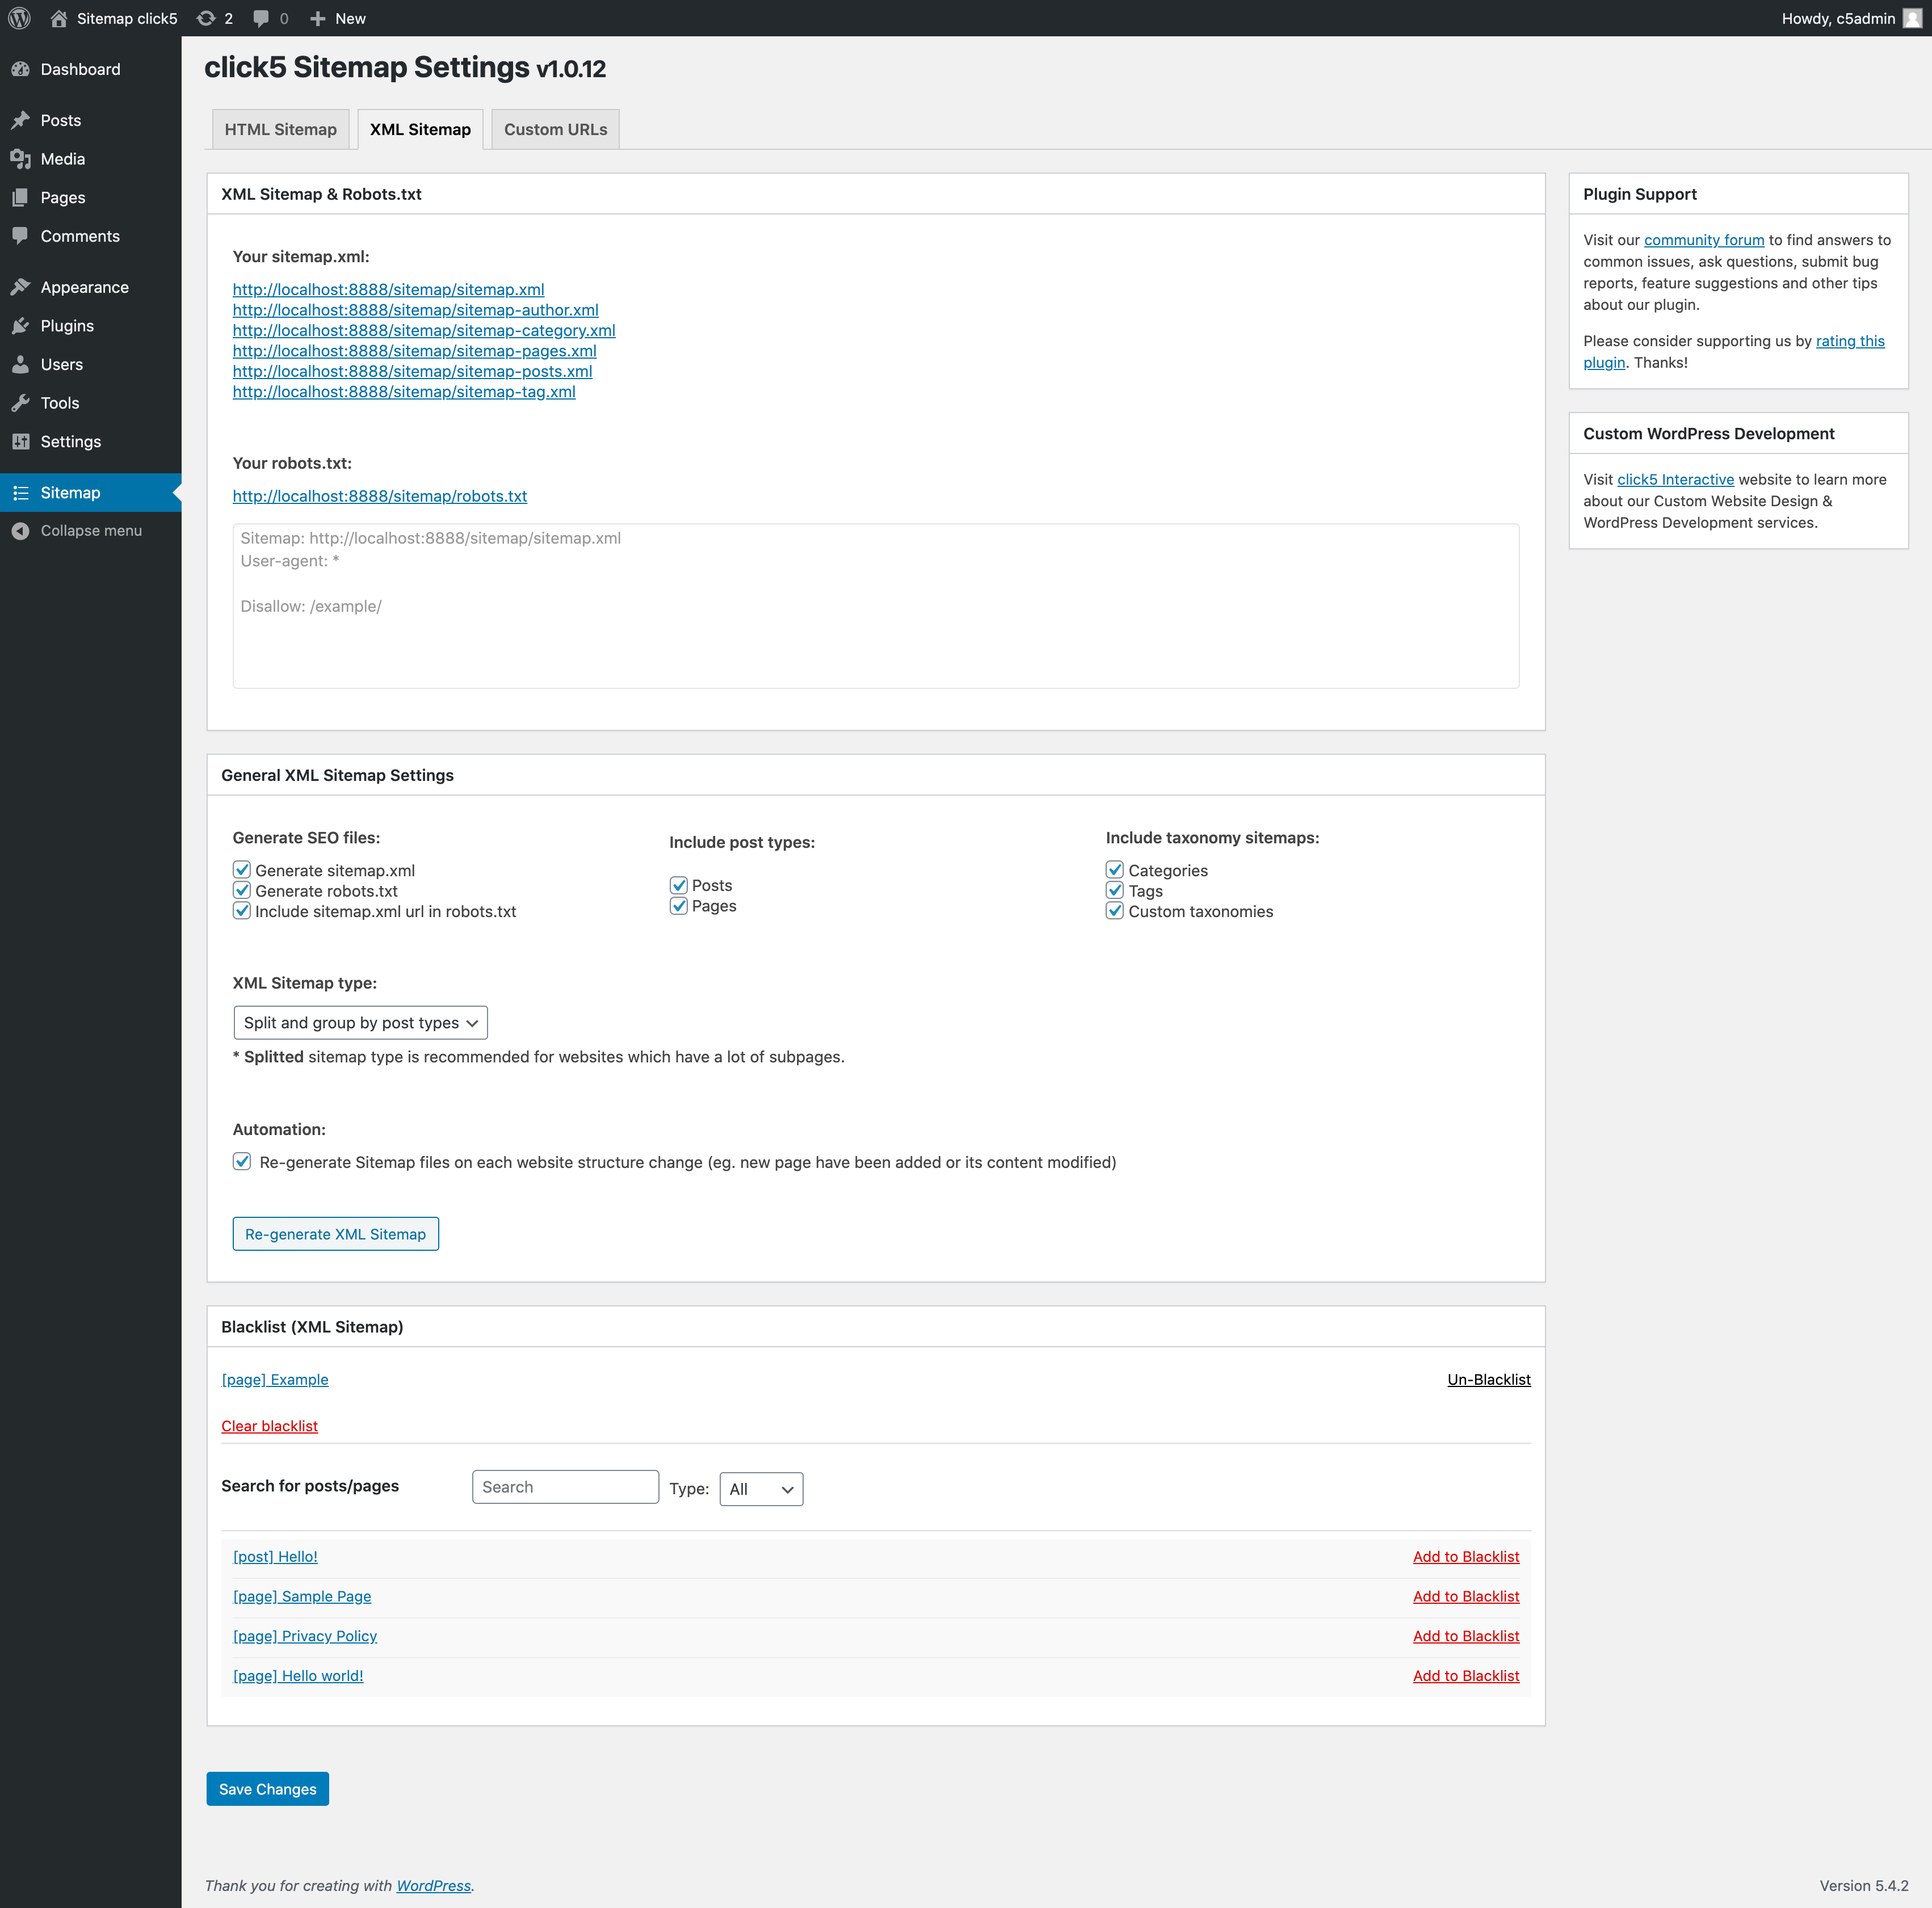 Sitemap click5
2
0
New
Howdy, c5admin
Dashboard
Posts
Media
Pages
Comments
Appearance
Plugins
Users
Tools
Settings
Sitemap
Collapse menu
click5 Sitemap Settings v1.0.12
HTML Sitemap
XML Sitemap
Custom URLs
XML Sitemap & Robots.txt
Your sitemap.xml:
http://localhost:8888/sitemap/sitemap.xml
http://localhost:8888/sitemap/sitemap-author.xml
http://localhost:8888/sitemap/sitemap-category.xml
http://localhost:8888/sitemap/sitemap-pages.xml
http://localhost:8888/sitemap/sitemap-posts.xml
http://localhost:8888/sitemap/sitemap-tag.xml
Your robots.txt:
http://localhost:8888/sitemap/robots.txt
Sitemap: http://localhost:8888/sitemap/sitemap.xml
User-agent: *
Disallow: /example/
General XML Sitemap Settings
Generate SEO files:
Generate sitemap.xml
Generate robots.txt
Include sitemap.xml url in robots.txt
Include post types:
Posts
Pages
Include taxonomy sitemaps:
Categories
Tags
Custom taxonomies
XML Sitemap type:
Split and group by post types
* Splitted sitemap type is recommended for websites which have a lot of subpages.
Automation:
Re-generate Sitemap files on each website structure change (eg. new page have been added or its content modified)
Re-generate XML Sitemap
Blacklist (XML Sitemap)
[page] Example
Un-Blacklist
Clear blacklist
Search for posts/pages
Search
Type:
All
[post] Hello!
Add to Blacklist
[page] Sample Page
Add to Blacklist
[page] Privacy Policy
Add to Blacklist
[page] Hello world!
Add to Blacklist
Save Changes
Plugin Support
Visit our community forum to find answers to
common issues, ask questions, submit bug
reports, feature suggestions and other tips
about our plugin.
Please consider supporting us by rating this
plugin. Thanks!
Custom WordPress Development
Visit click5 Interactive website to learn more
about our Custom Website Design &
WordPress Development services.
Thank you for creating with WordPress.
Version 5.4.2